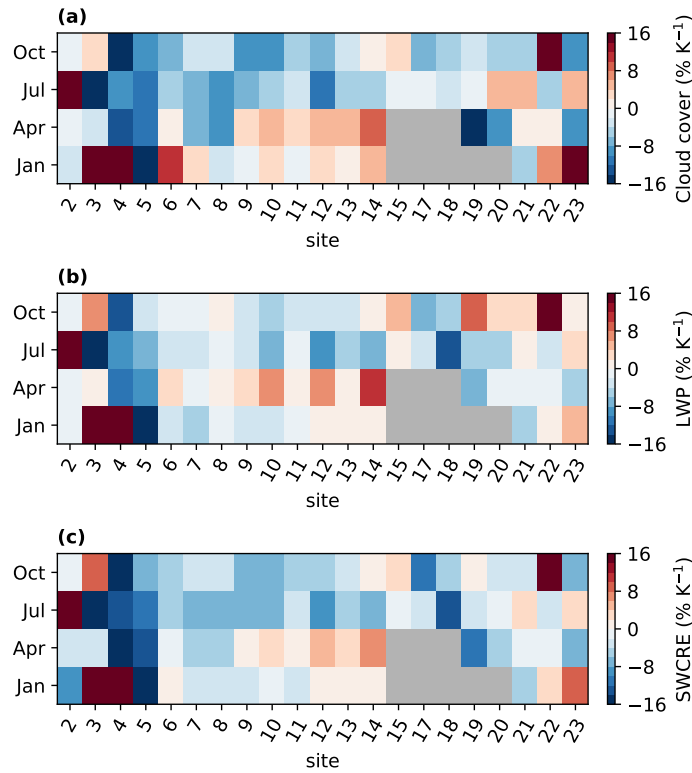 (a)
Oct
Jul
Apr
Jan
2 3 4 5 6 7 8 9 10 11 12 13 14 15 17 18 19 20 21 22 23
site
16
8
0
−8
−16
Cloud cover (% K⁻¹)
(b)
Oct
Jul
Apr
Jan
2 3 4 5 6 7 8 9 10 11 12 13 14 15 17 18 19 20 21 22 23
site
16
8
0
−8
−16
LWP (% K⁻¹)
(c)
Oct
Jul
Apr
Jan
2 3 4 5 6 7 8 9 10 11 12 13 14 15 17 18 19 20 21 22 23
site
16
8
0
−8
−16
SWCRE (% K⁻¹)